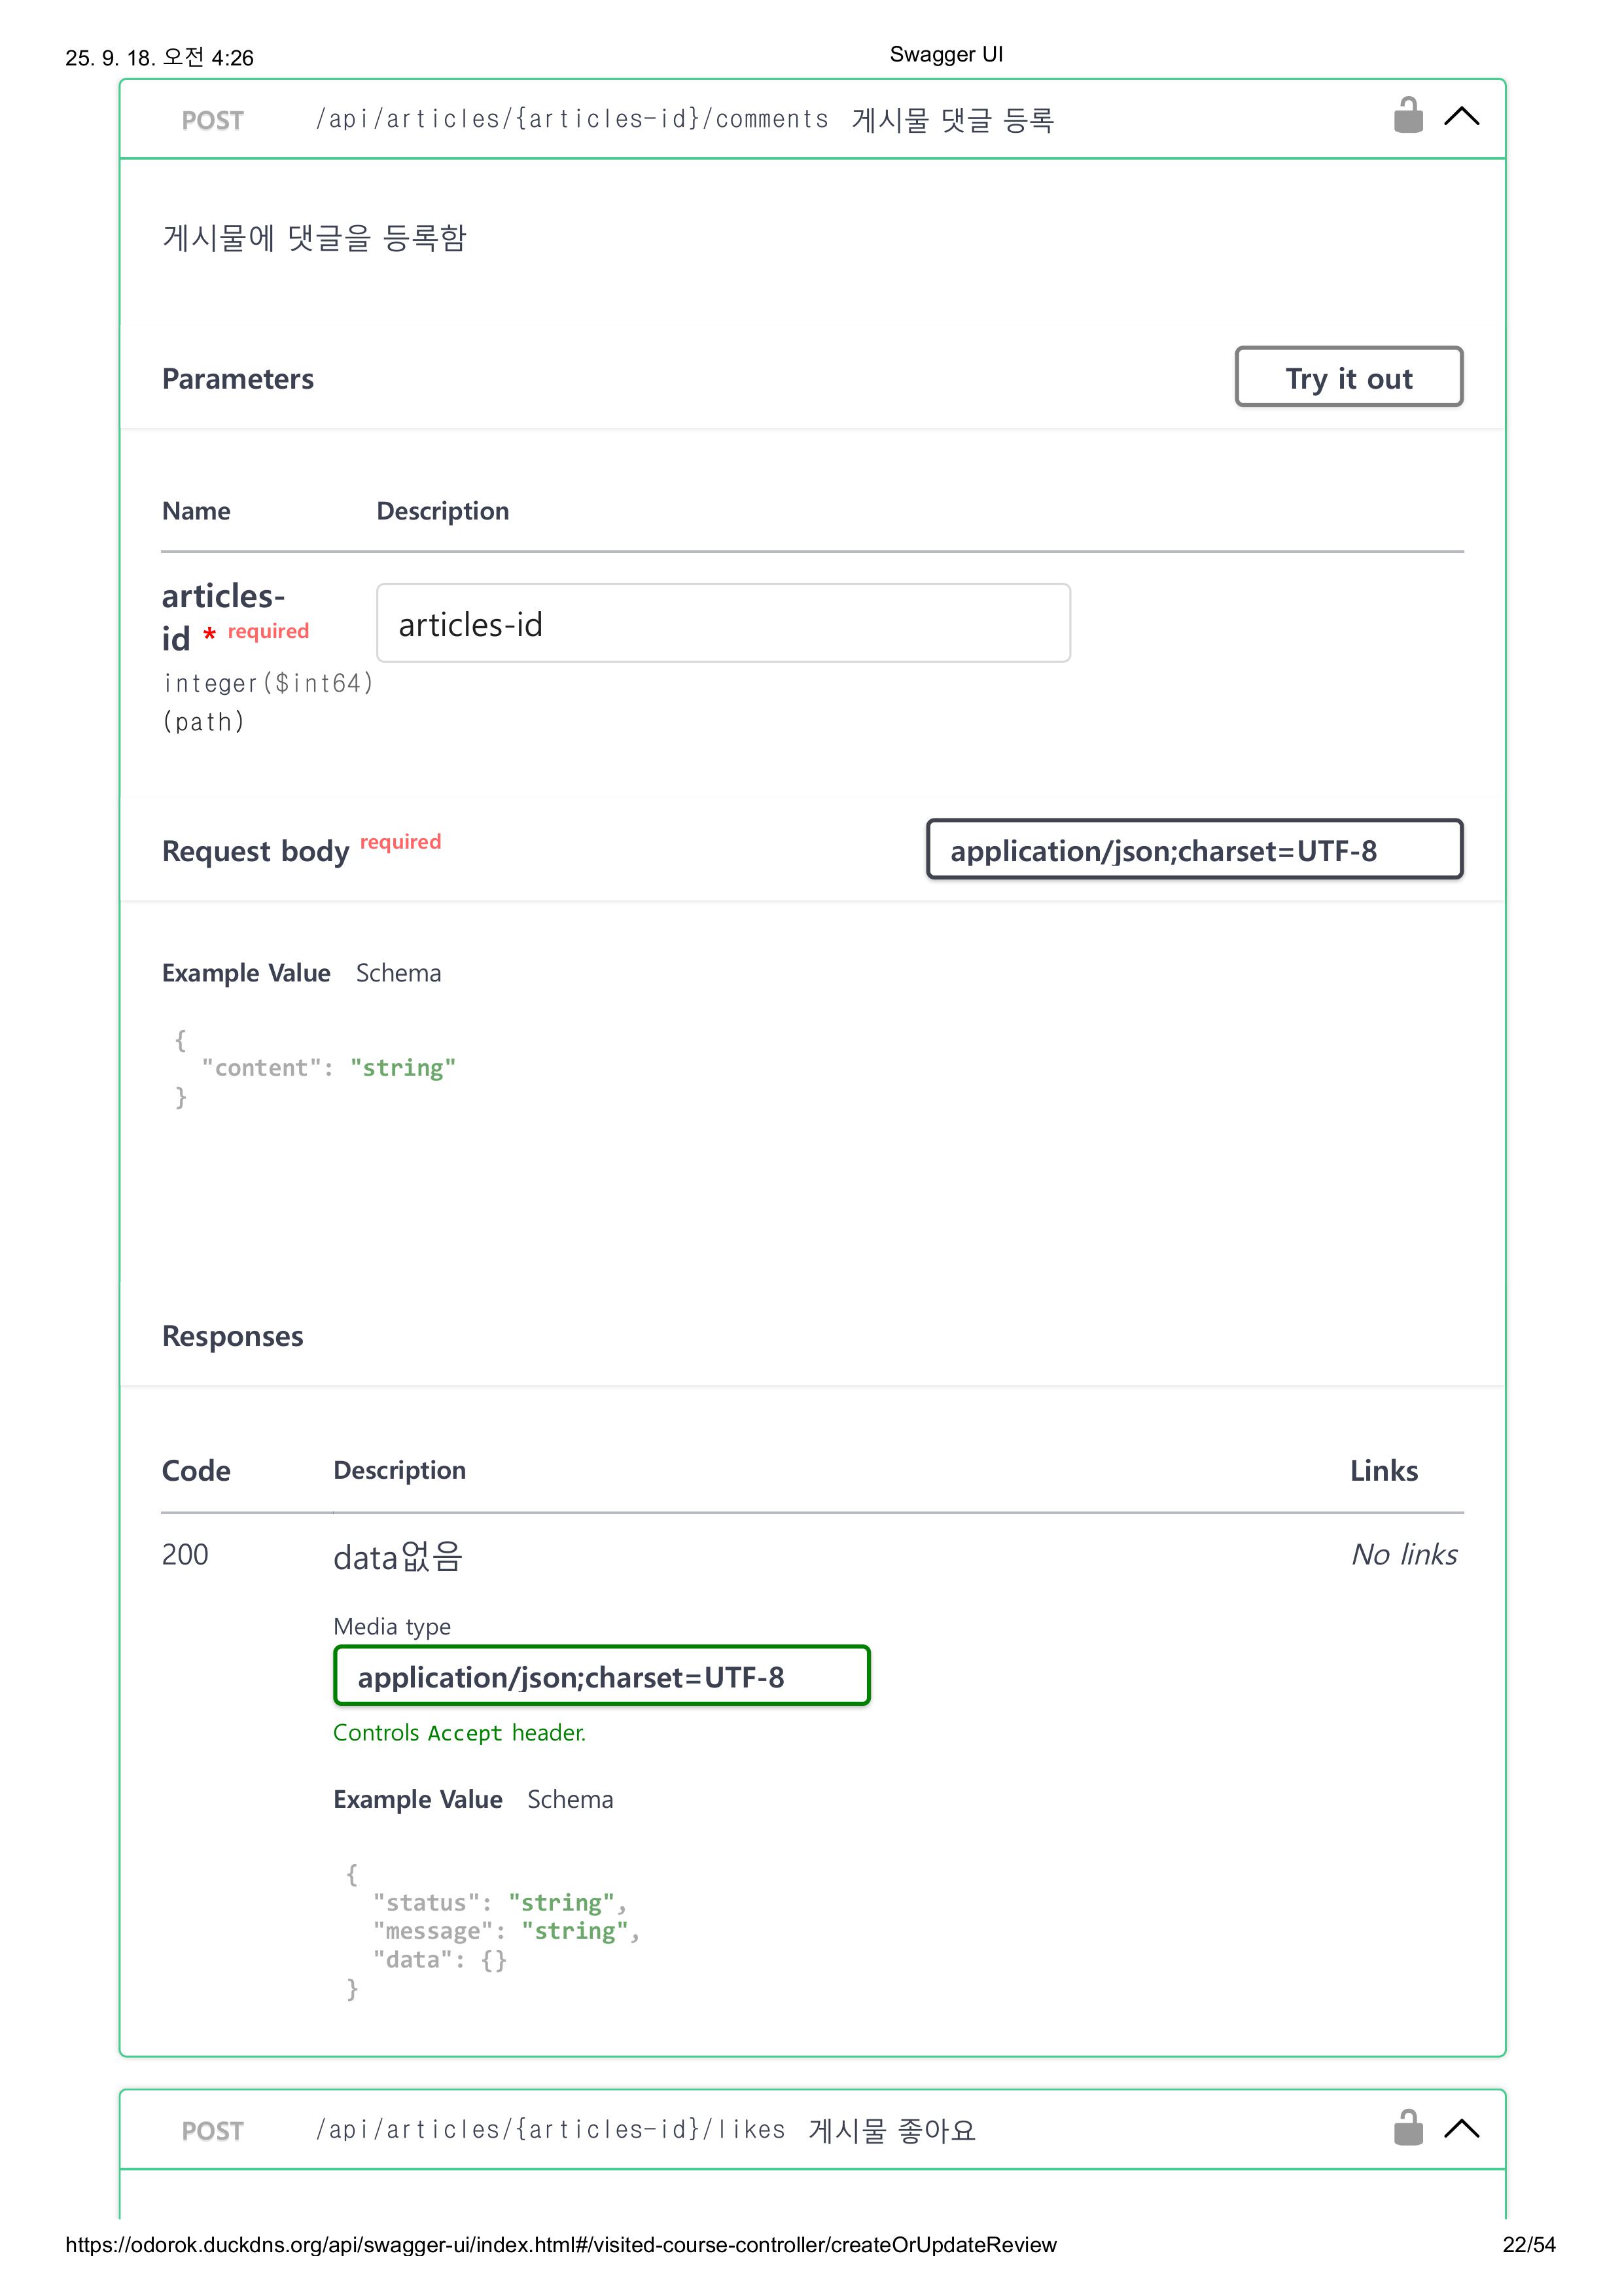 25. 9. 18. 오전 4:26
Swagger UI
POST /api/articles/{articles-id}/comments 게시물 댓글 등록
게시물에 댓글을 등록함
Parameters
Try it out
Name Description
articles-
id * required
articles-id
integer($int64)
(path)
Request body required
application/json;charset=UTF-8
Example Value Schema
{
"content": "string"
}
Responses
Code Description Links
200 data없음 No links
Media type
application/json;charset=UTF-8
Controls Accept header.
Example Value Schema
{
"status": "string",
"message": "string",
"data": {}
}
POST /api/articles/{articles-id}/likes 게시물 좋아요
https://odorok.duckdns.org/api/swagger-ui/index.html#/visited-course-controller/createOrUpdateReview
22/54